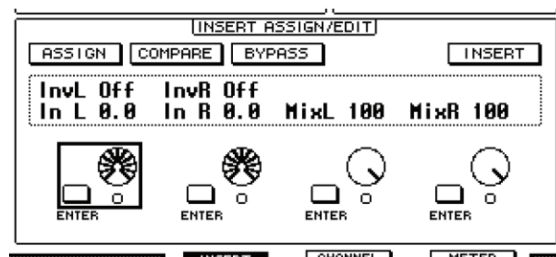 INSERT ASSIGN/EDIT
ASSIGN COMPARE BYPASS INSERT
InvL Off InvR Off
In L 0.0 In R 0.0 MixL 100 MixR 100
ENTER ENTER ENTER ENTER
INSERT CHANNEL METER